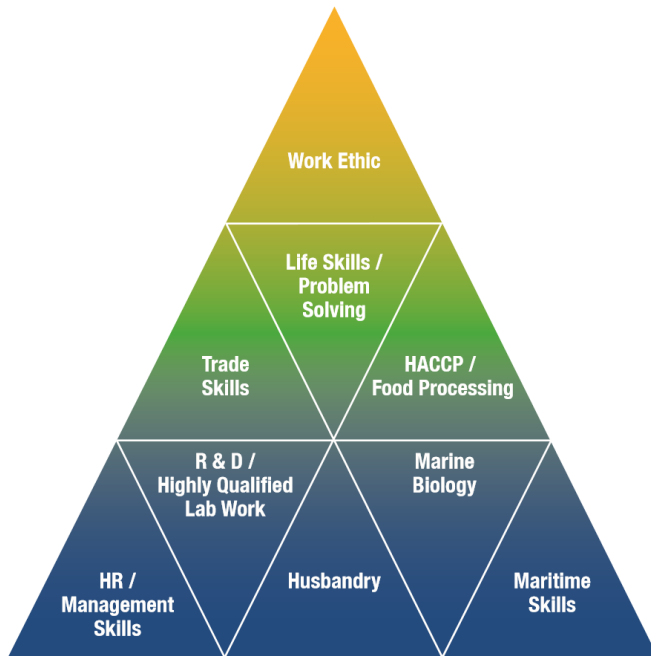 Work Ethic
Life Skills /
Problem
Solving
Trade
Skills
HACCP /
Food Processing
R & D /
Highly Qualified
Lab Work
Marine
Biology
HR /
Management
Skills
Husbandry
Maritime
Skills